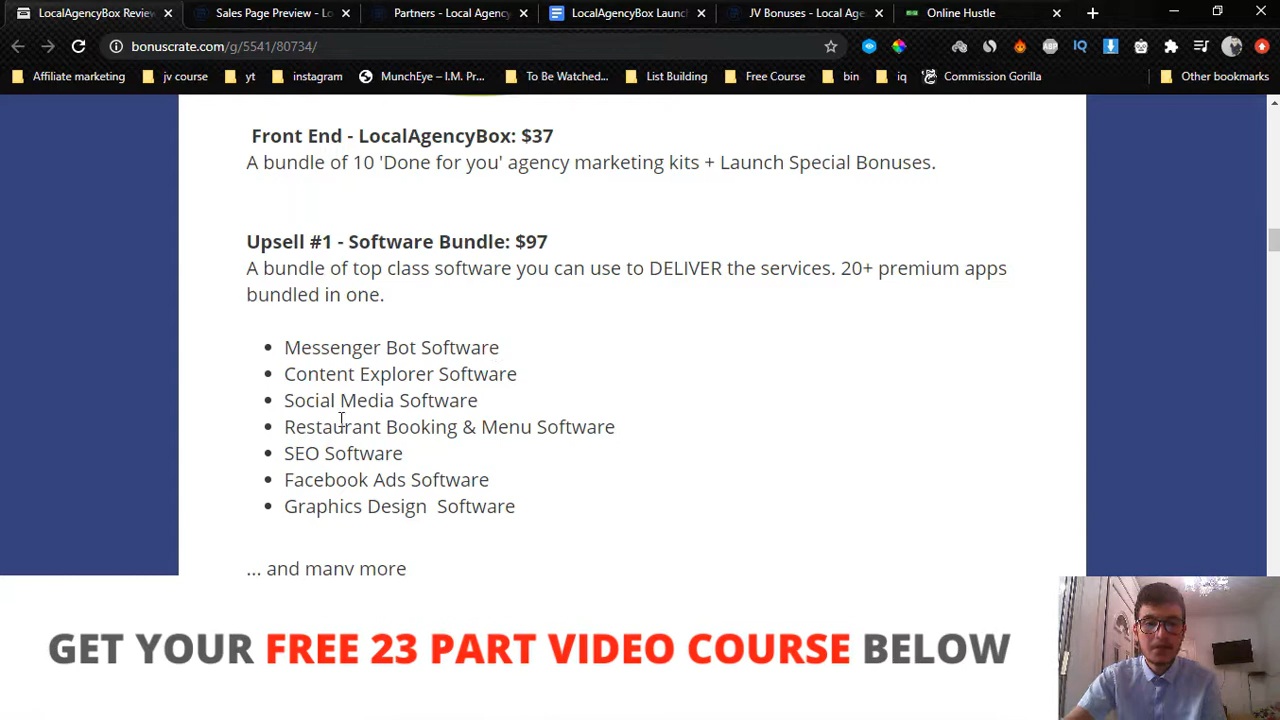 LocalAgencyBox Review
Sales Page Preview - Lo
Partners - Local Agency
LocalAgencyBox Launc
JV Bonuses - Local Age
Online Hustle
bonuscrate.com/g/5541/80734/
Affiliate marketing
jv course
yt
instagram
MunchEye – I.M. Pr...
To Be Watched...
List Building
Free Course
bin
iq
Commission Gorilla
Other bookmarks
Front End - LocalAgencyBox: $37
A bundle of 10 'Done for you' agency marketing kits + Launch Special Bonuses.
Upsell #1 - Software Bundle: $97
A bundle of top class software you can use to DELIVER the services. 20+ premium apps
bundled in one.
Messenger Bot Software
Content Explorer Software
Social Media Software
Restaurant Booking & Menu Software
SEO Software
Facebook Ads Software
Graphics Design  Software
... and many more
GET YOUR FREE 23 PART VIDEO COURSE BELOW